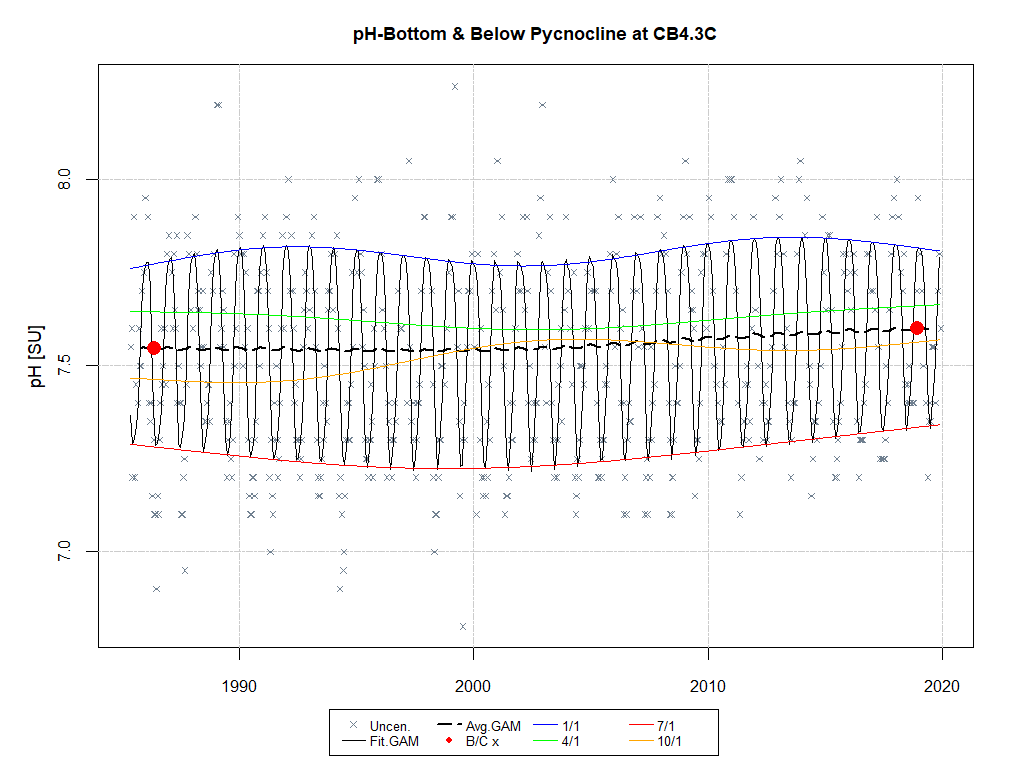 pH-Bottom & Below Pycnocline at CB4.3C
pH [SU]
8.0
7.5
7.0
1990 2000 2010 2020
Uncen. Avg.GAM 1/1 7/1
Fit.GAM B/C x 4/1 10/1